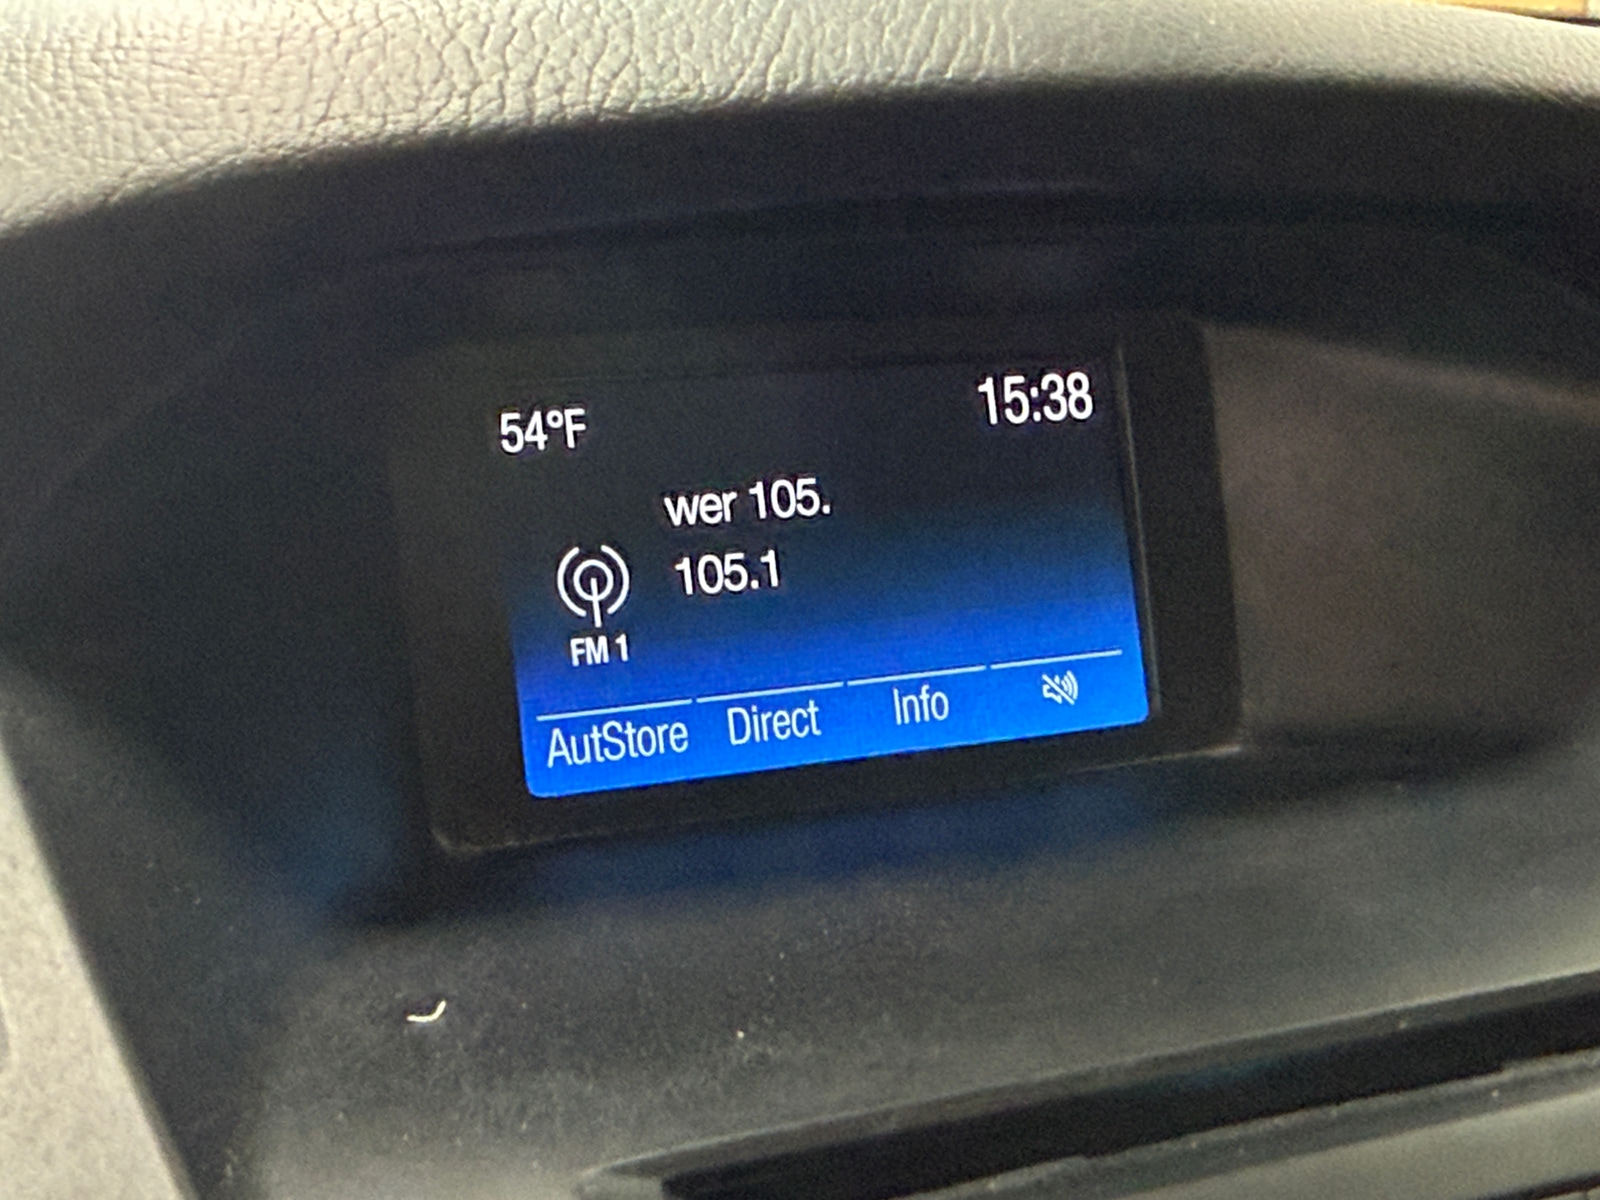 54°F
15:38
wer 105.
105.1
FM 1
AutStore Direct Info